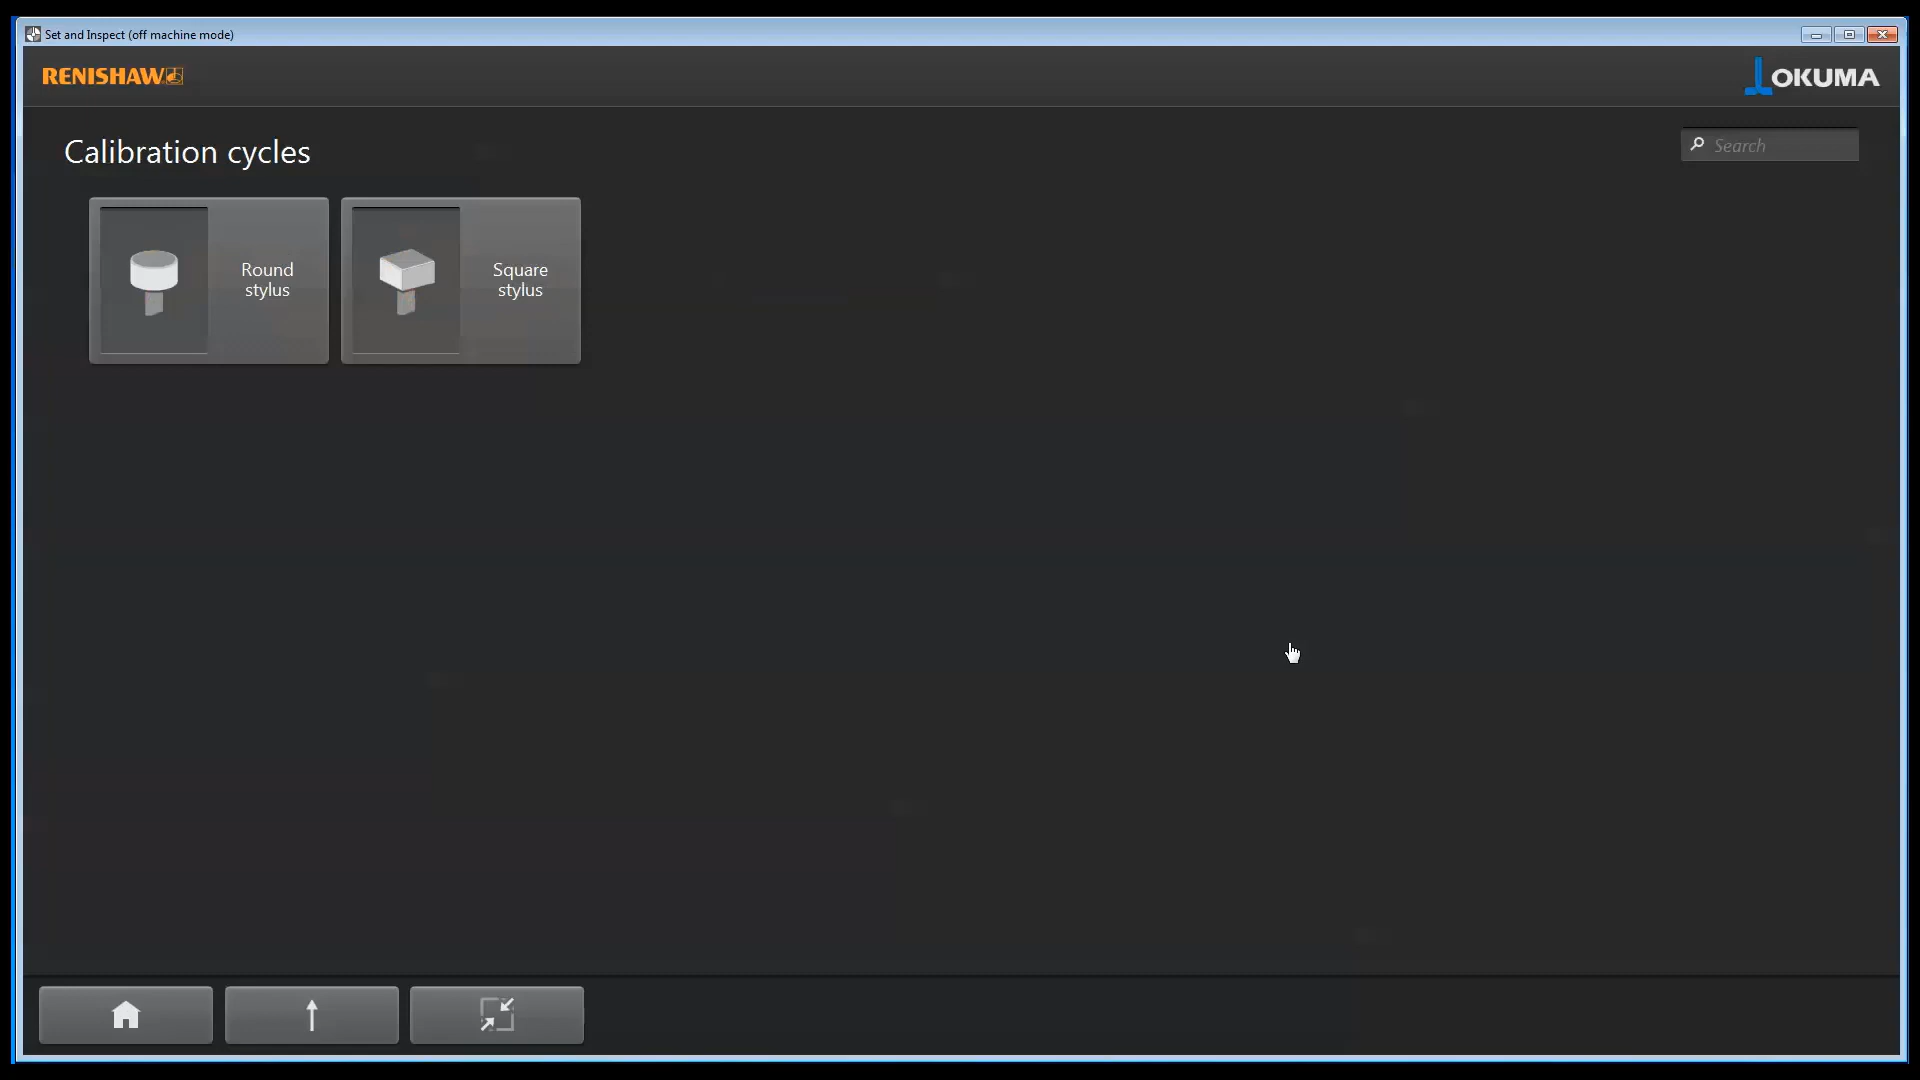 Set and Inspect (off machine mode)
RENISHAW
OKUMA
Calibration cycles
Search
Round
stylus
Square
stylus